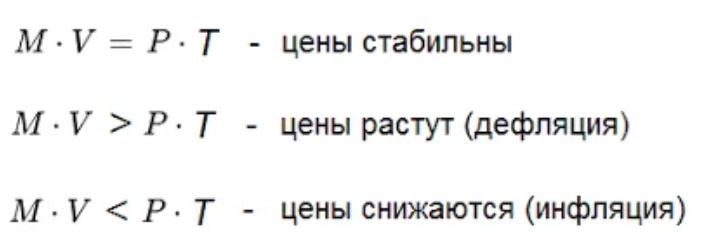 M · V = P · T - цены стабильны
M · V > P · T - цены растут (дефляция)
M · V < P · T - цены снижаются (инфляция)